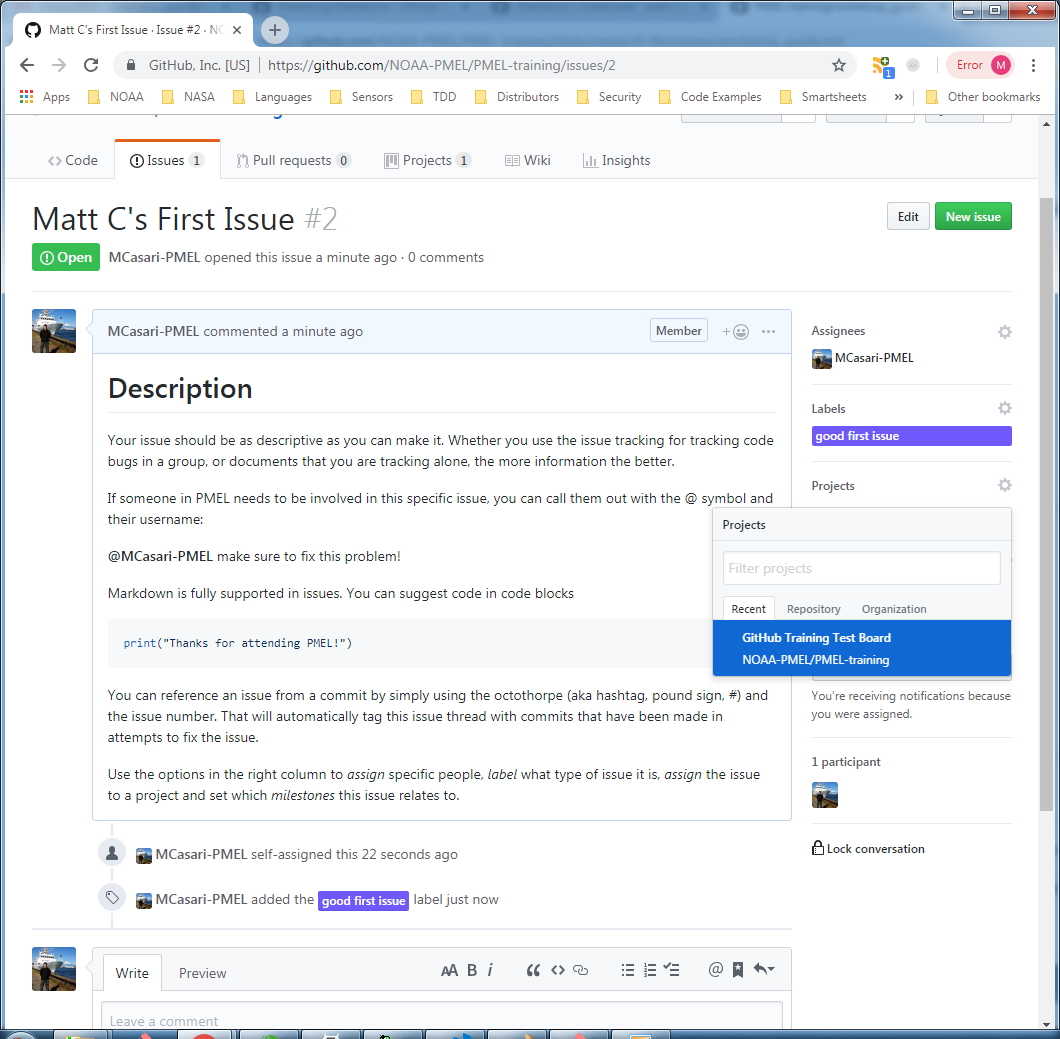 Matt C's First Issue · Issue #2 · NO
GitHub, Inc. [US] | https://github.com/NOAA-PMEL/PMEL-training/issues/2
1
Error M
Apps NOAA NASA Languages Sensors TDD Distributors Security Code Examples Smartsheets » Other bookmarks
Code Issues 1 Pull requests 0 Projects 1 Wiki Insights
Matt C's First Issue #2
Edit New issue
Open MCasari-PMEL opened this issue a minute ago · 0 comments
MCasari-PMEL commented a minute ago Member
Description
Your issue should be as descriptive as you can make it. Whether you use the issue tracking for tracking code
bugs in a group, or documents that you are tracking alone, the more information the better.
If someone in PMEL needs to be involved in this specific issue, you can call them out with the @ symbol and
their username:
@MCasari-PMEL make sure to fix this problem!
Markdown is fully supported in issues. You can suggest code in code blocks
print("Thanks for attending PMEL!")
You can reference an issue from a commit by simply using the octothorpe (aka hashtag, pound sign, #) and
the issue number. That will automatically tag this issue thread with commits that have been made in
attempts to fix the issue.
Use the options in the right column to assign specific people, label what type of issue it is, assign the issue
to a project and set which milestones this issue relates to.
MCasari-PMEL self-assigned this 22 seconds ago
MCasari-PMEL added the good first issue label just now
Write Preview
AA B i “ <> @
Leave a comment
Assignees
MCasari-PMEL
Labels
good first issue
Projects
Projects
Filter projects
Recent Repository Organization
GitHub Training Test Board
NOAA-PMEL/PMEL-training
You're receiving notifications because
you were assigned.
1 participant
Lock conversation